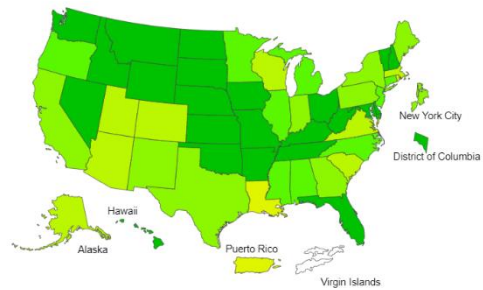 New York City
District of Columbia
Hawaii
Alaska
Puerto Rico
Virgin Islands